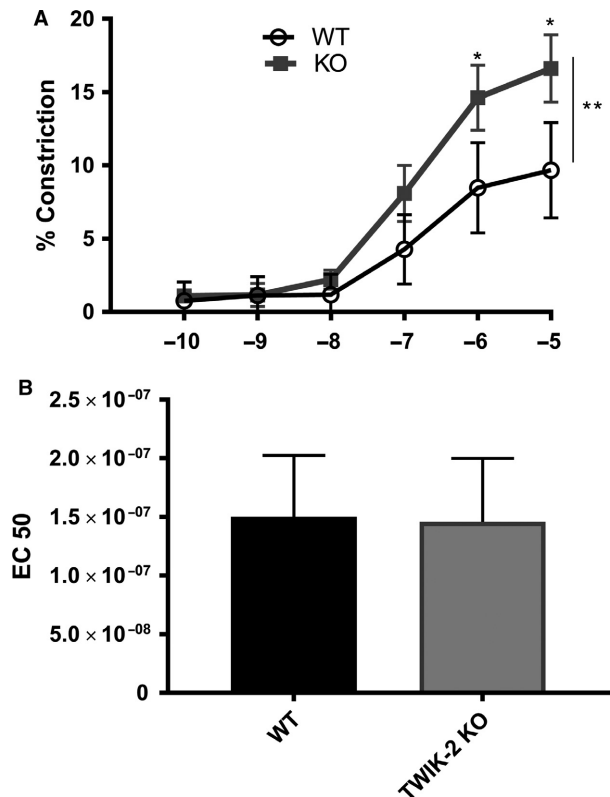 A
20
WT
KO
*
*
**
15
10
5
0
% Constriction
–10 –9 –8 –7 –6 –5
B
2.5 × 10⁻⁰⁷
2.0 × 10⁻⁰⁷
1.5 × 10⁻⁰⁷
1.0 × 10⁻⁰⁷
5.0 × 10⁻⁰⁸
0
EC 50
WT
TWIK-2 KO